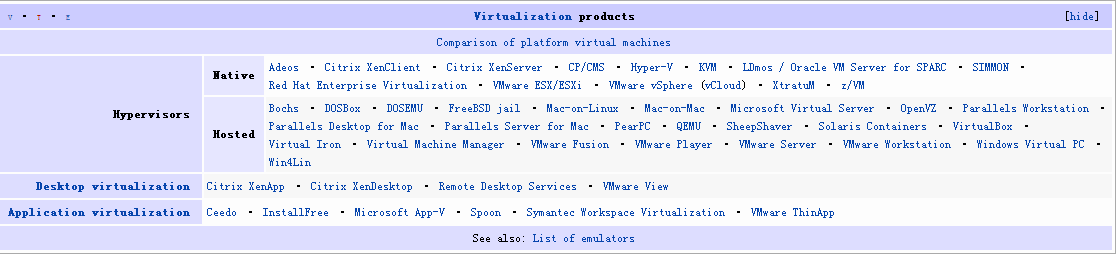 v · t · e
Virtualization products
[hide]
Comparison of platform virtual machines
Hypervisors
Native
Adeos · Citrix XenClient · Citrix XenServer · CP/CMS · Hyper-V · KVM · LDmos / Oracle VM Server for SPARC · SIMMON ·
Red Hat Enterprise Virtualization · VMware ESX/ESXi · VMware vSphere (vCloud) · XtratuM · z/VM
Hosted
Bochs · DOSBox · DOSEMU · FreeBSD jail · Mac-on-Linux · Mac-on-Mac · Microsoft Virtual Server · OpenVZ · Parallels Workstation ·
Parallels Desktop for Mac · Parallels Server for Mac · PearPC · QEMU · SheepShaver · Solaris Containers · VirtualBox ·
Virtual Iron · Virtual Machine Manager · VMware Fusion · VMware Player · VMware Server · VMware Workstation · Windows Virtual PC ·
Win4Lin
Desktop virtualization
Citrix XenApp · Citrix XenDesktop · Remote Desktop Services · VMware View
Application virtualization
Ceedo · InstallFree · Microsoft App-V · Spoon · Symantec Workspace Virtualization · VMware ThinApp
See also: List of emulators